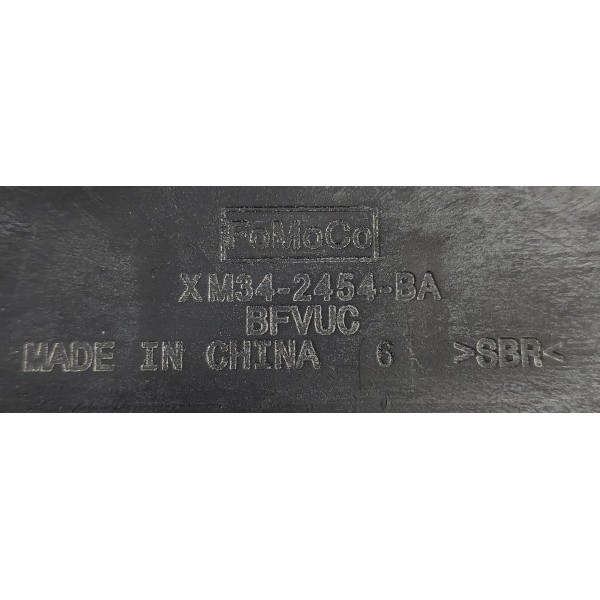 FoMoCo
XM34-2454-BA
BFVUC
MADE IN CHINA 6 >SBR<